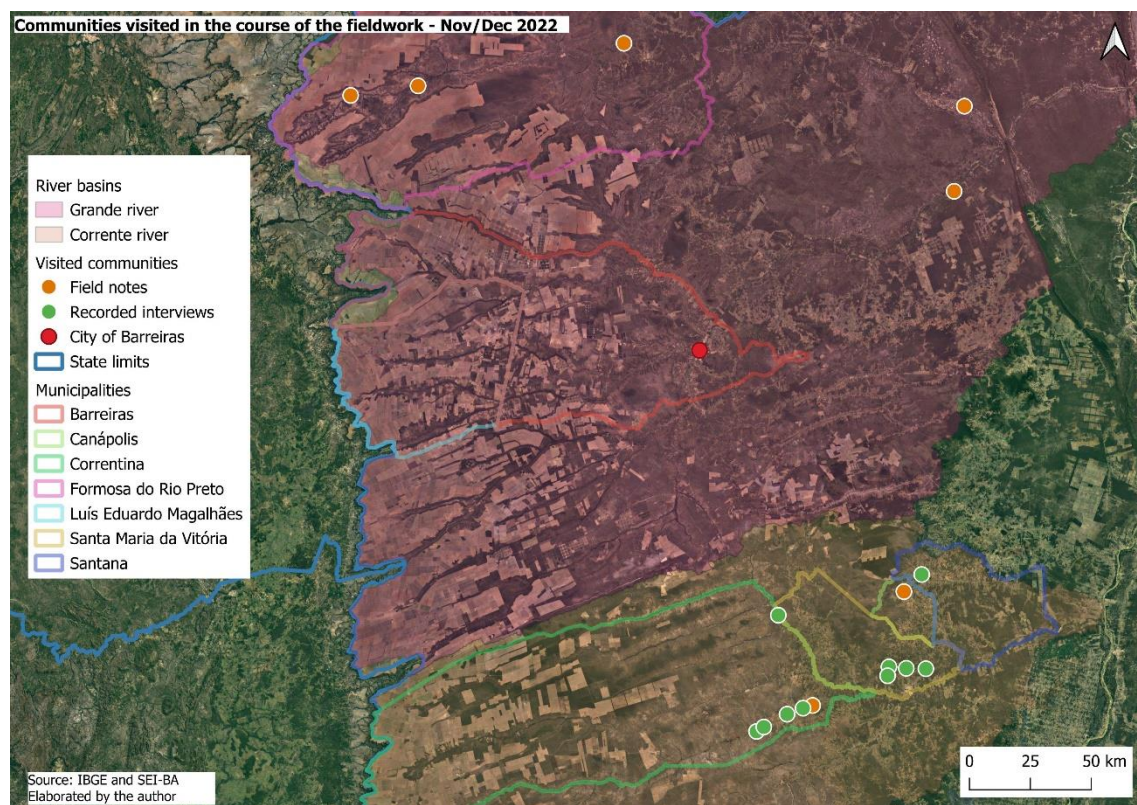 Communities visited in the course of the fieldwork - Nov/Dec 2022
River basins
Grande river
Corrente river
Visited communities
Field notes
Recorded interviews
City of Barreiras
State limits
Municipalities
Barreiras
Canápolis
Correntina
Formosa do Rio Preto
Luís Eduardo Magalhães
Santa Maria da Vitória
Santana
0 25 50 km
Source: IBGE and SEI-BA
Elaborated by the author